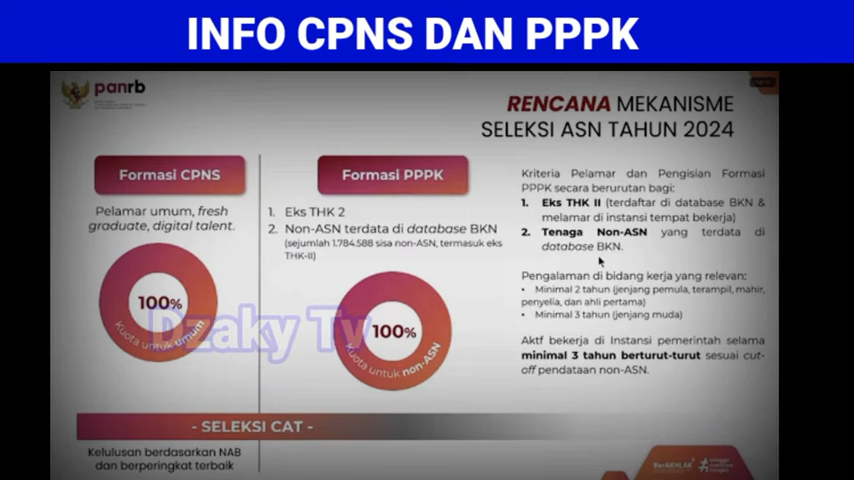 INFO CPNS DAN PPPK
panrb
RENCANA MEKANISME
SELEKSI ASN TAHUN 2024
Formasi CPNS
Pelamar umum, fresh
graduate, digital talent.
100%
Kuota untuk umum
Formasi PPPK
1. Eks THK 2
2. Non-ASN terdata di database BKN
(sejumlah 1.784.588 sisa non-ASN, termasuk eks
THK-II)
100%
Kuota untuk non-ASN
Dzaky Tv
Kriteria Pelamar dan Pengisian Formasi
PPPK secara berurutan bagi:
1. Eks THK II (terdaftar di database BKN &
melamar di instansi tempat bekerja)
2. Tenaga Non-ASN yang terdata di
database BKN.
Pengalaman di bidang kerja yang relevan:
• Minimal 2 tahun (jenjang pemula, terampil, mahir,
penyelia, dan ahli pertama)
• Minimal 3 tahun (jenjang muda)
Aktif bekerja di Instansi pemerintah selama
minimal 3 tahun berturut-turut sesuai cut-
off pendataan non-ASN.
- SELEKSI CAT -
Kelulusan berdasarkan NAB
dan berperingkat terbaik
BerAKHLAK